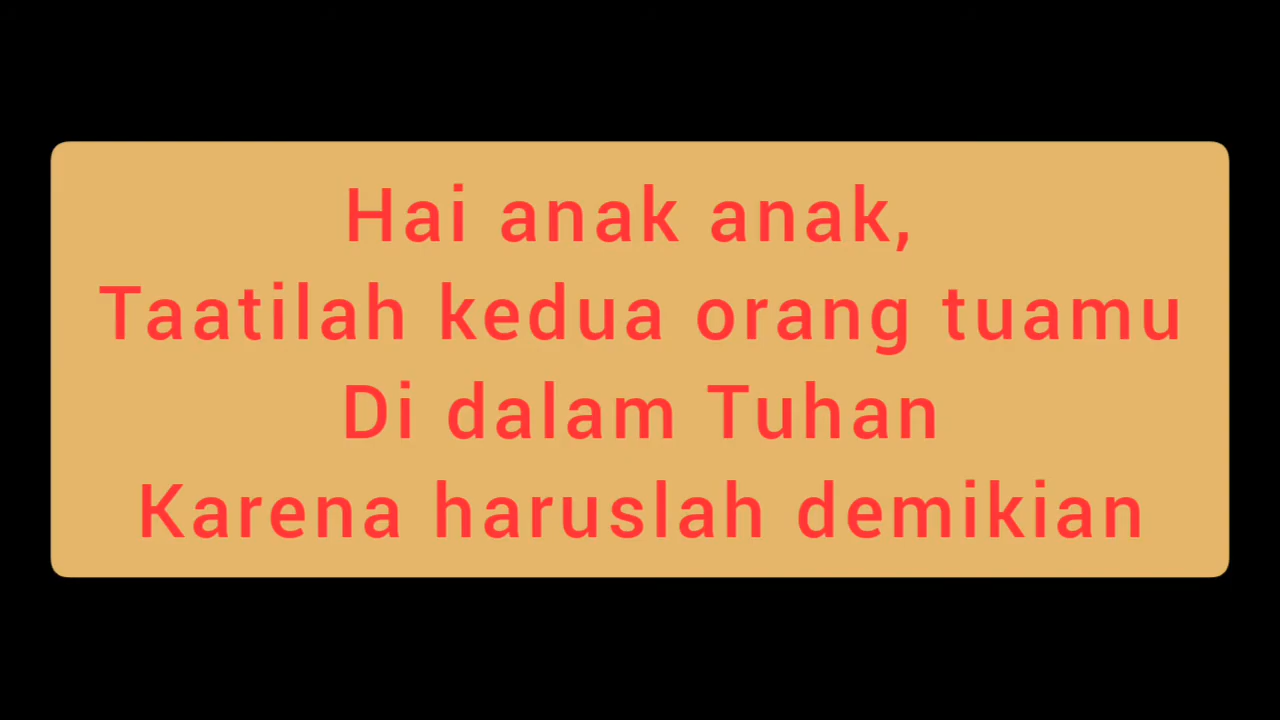 Hai anak anak,
Taatilah kedua orang tuamu
Di dalam Tuhan
Karena haruslah demikian